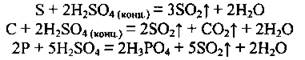 S + 2H₂SO₄ (конц.) = 3SO₂↑ + 2H₂O
C + 2H₂SO₄ (конц.) = 2SO₂↑ + CO₂↑ + 2H₂O
2P + 5H₂SO₄ = 2H₃PO₄ + 5SO₂↑ + 2H₂O